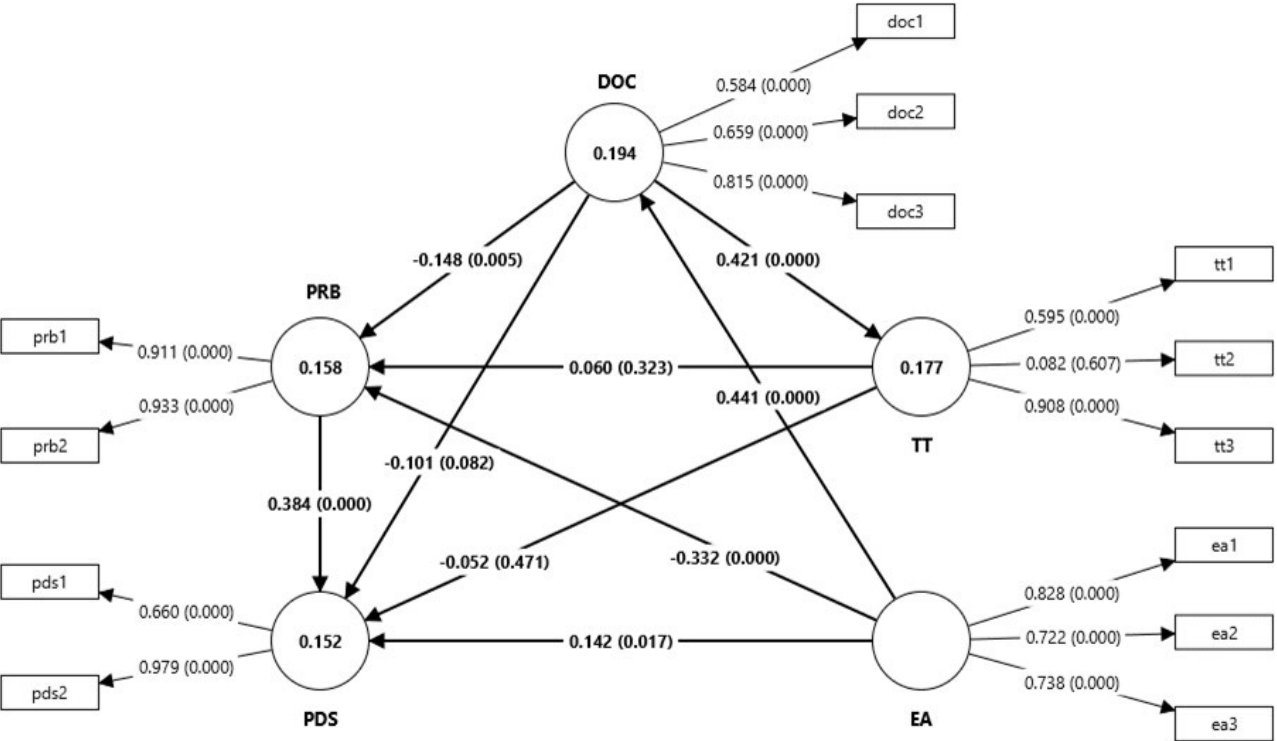 doc1
0.584 (0.000)
DOC
doc2
0.659 (0.000)
0.194
0.815 (0.000)
doc3
-0.148 (0.005)
0.421 (0.000)
tt1
PRB
0.595 (0.000)
prb1
0.911 (0.000)
0.158
0.060 (0.323)
0.177
0.082 (0.607)
tt2
0.933 (0.000)
0.441 (0.000)
0.908 (0.000)
prb2
TT
tt3
-0.101 (0.082)
0.384 (0.000)
ea1
-0.052 (0.471)
-0.332 (0.000)
pds1
0.828 (0.000)
0.660 (0.000)
0.152
0.142 (0.017)
0.722 (0.000)
ea2
0.979 (0.000)
0.738 (0.000)
pds2
PDS
EA
ea3